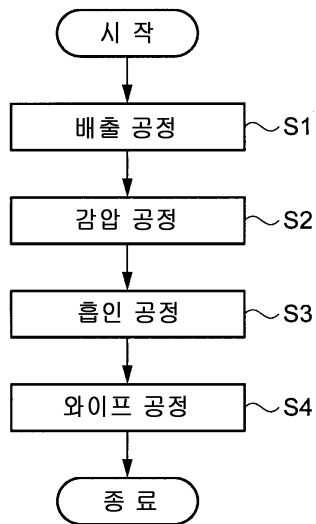 시 작
배출 공정 S1
감압 공정 S2
흡인 공정 S3
와이프 공정 S4
종 료